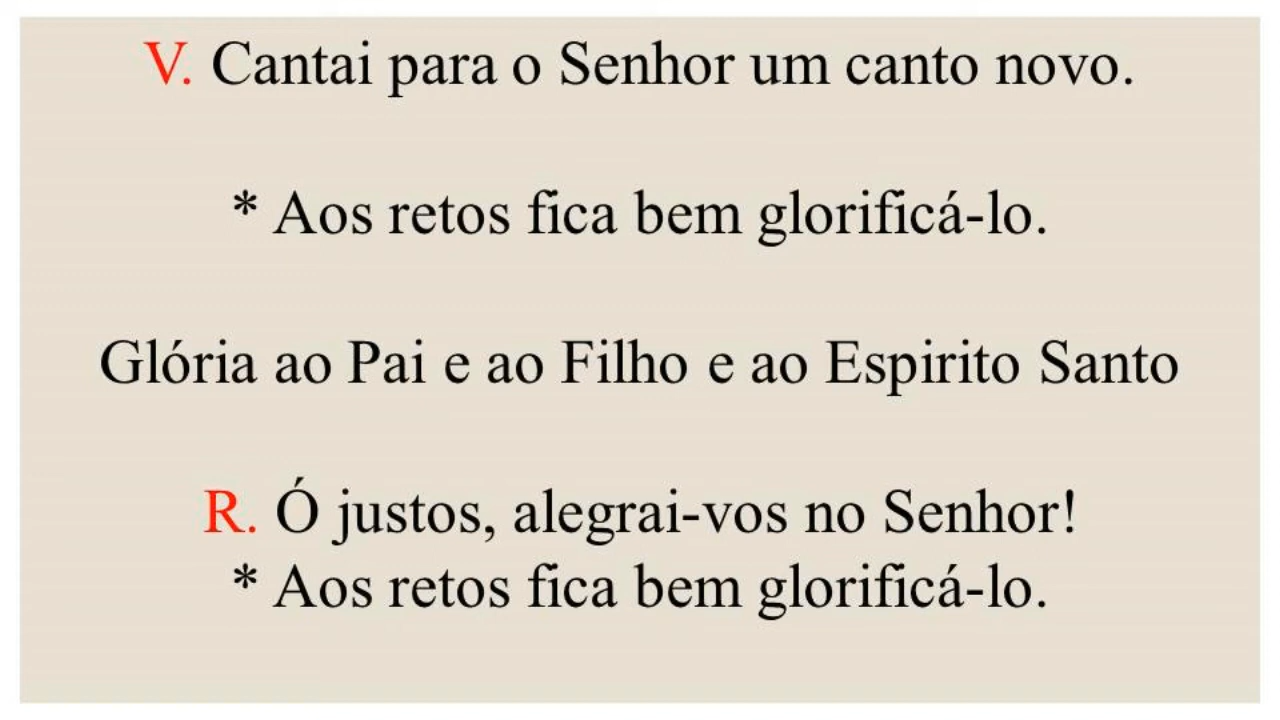 V. Cantai para o Senhor um canto novo.
* Aos retos fica bem glorificá-lo.
Glória ao Pai e ao Filho e ao Espirito Santo
R. Ó justos, alegrai-vos no Senhor!
* Aos retos fica bem glorificá-lo.